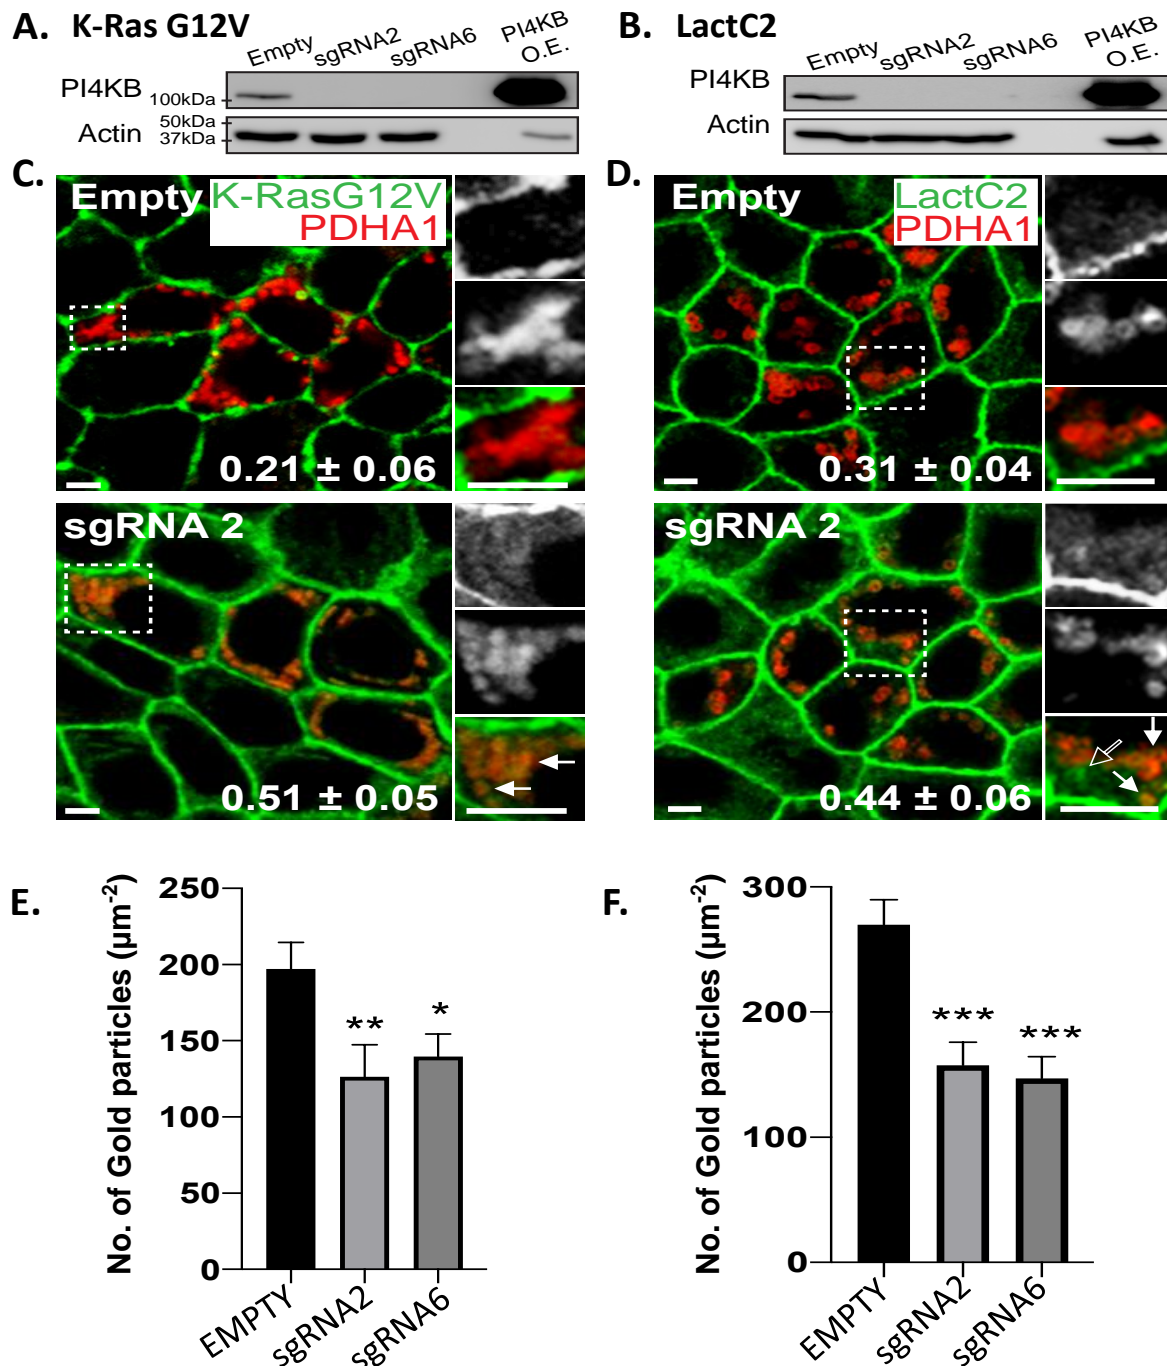 A. K-Ras G12V
Empty
sgRNA2
sgRNA6
PI4KB
O.E.
PI4KB
100kDa
Actin
50kDa
37kDa
B. LactC2
Empty
sgRNA2
sgRNA6
PI4KB
O.E.
PI4KB
Actin
C.
Empty
K-RasG12V
PDHA1
0.21 ± 0.06
sgRNA 2
0.51 ± 0.05
D.
Empty
LactC2
PDHA1
0.31 ± 0.04
sgRNA 2
0.44 ± 0.06
E.
No. of Gold particles (µm-2)
250
200
150
100
50
0
**
*
EMPTY
sgRNA2
sgRNA6
F.
No. of Gold particles (µm-2)
300
200
100
0
***
***
EMPTY
sgRNA2
sgRNA6